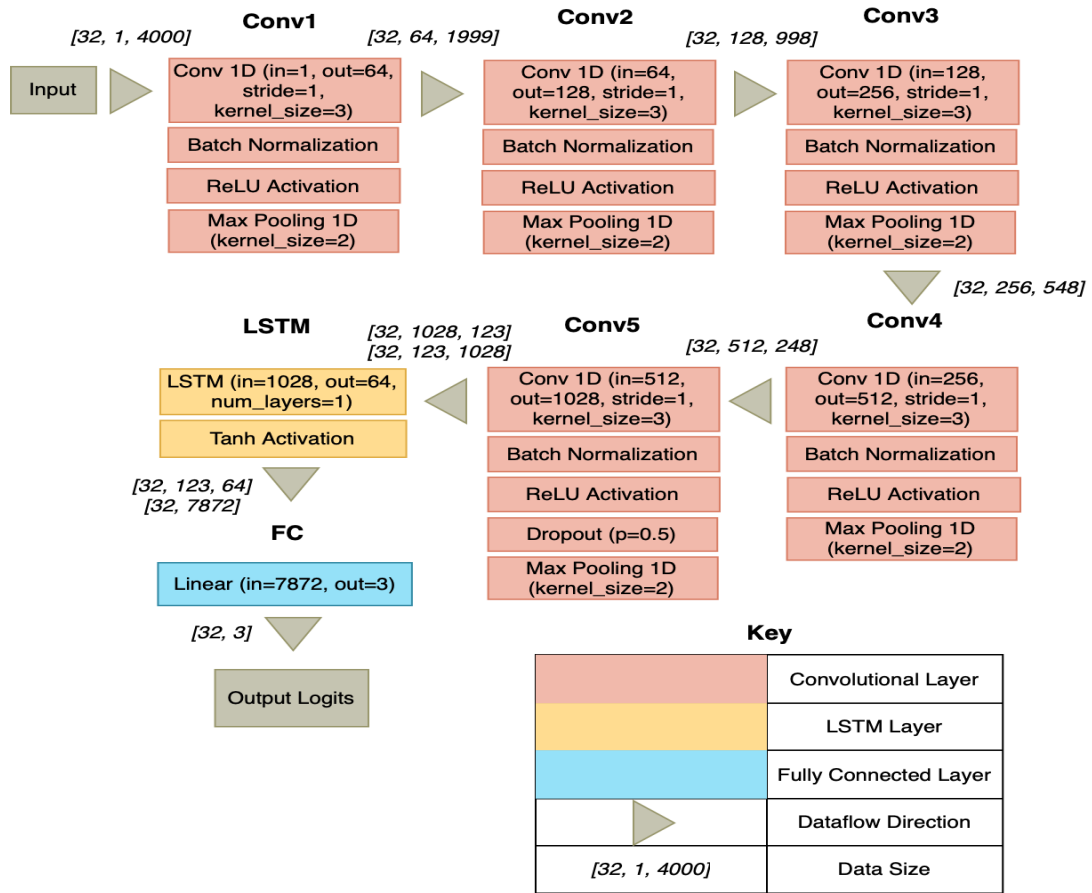 Conv1
Conv2
Conv3
[32, 1, 4000]
[32, 64, 1999]
[32, 128, 998]
Input
Conv 1D (in=1, out=64,
stride=1,
kernel_size=3)
Batch Normalization
ReLU Activation
Max Pooling 1D
(kernel_size=2)
Conv 1D (in=64,
out=128, stride=1,
kernel_size=3)
Batch Normalization
ReLU Activation
Max Pooling 1D
(kernel_size=2)
Conv 1D (in=128,
out=256, stride=1,
kernel_size=3)
Batch Normalization
ReLU Activation
Max Pooling 1D
(kernel_size=2)
[32, 256, 548]
Conv4
Conv 1D (in=256,
out=512, stride=1,
kernel_size=3)
Batch Normalization
ReLU Activation
Max Pooling 1D
(kernel_size=2)
[32, 512, 248]
Conv5
Conv 1D (in=512,
out=1028, stride=1,
kernel_size=3)
Batch Normalization
ReLU Activation
Dropout (p=0.5)
Max Pooling 1D
(kernel_size=2)
[32, 1028, 123]
[32, 123, 1028]
LSTM
LSTM (in=1028, out=64,
num_layers=1)
Tanh Activation
[32, 123, 64]
[32, 7872]
FC
Linear (in=7872, out=3)
[32, 3]
Output Logits
Key
Convolutional Layer
LSTM Layer
Fully Connected Layer
Dataflow Direction
[32, 1, 4000]
Data Size